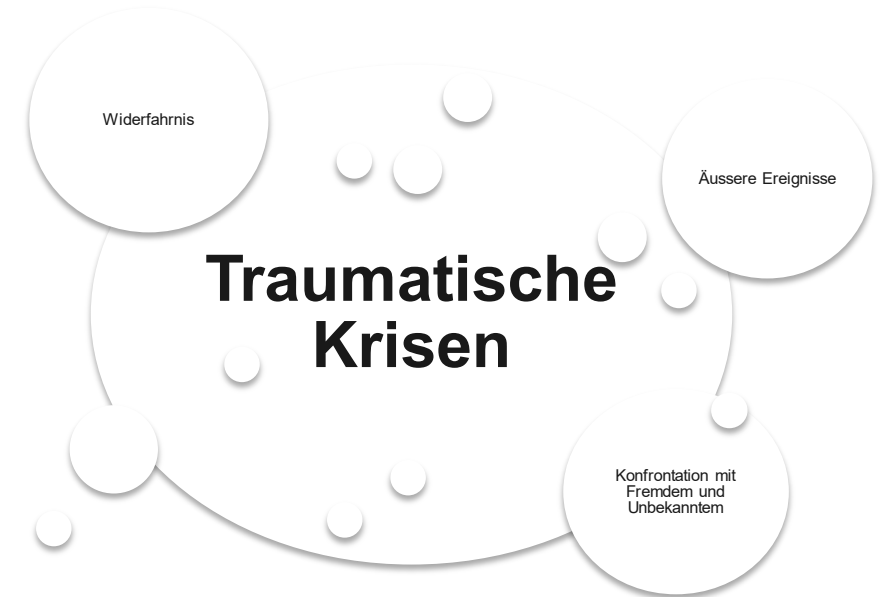 Widerfahrnis
Äussere Ereignisse
Traumatische
Krisen
Konfrontation mit
Fremdem und
Unbekanntem